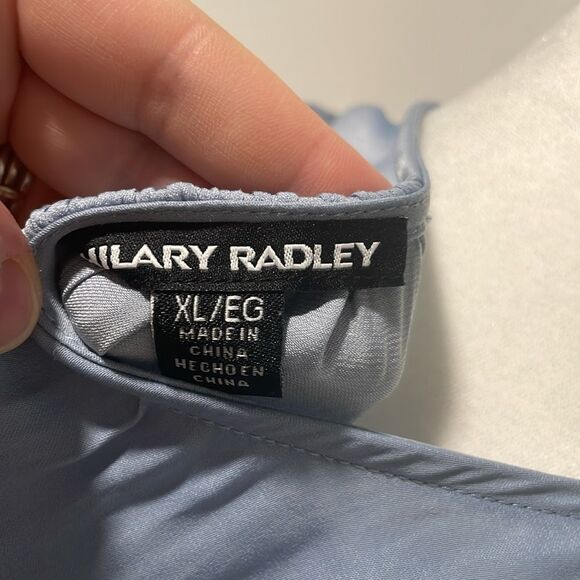 HILARY RADLEY
XL/EG
MADE IN
CHINA
HECHO EN
CHINA